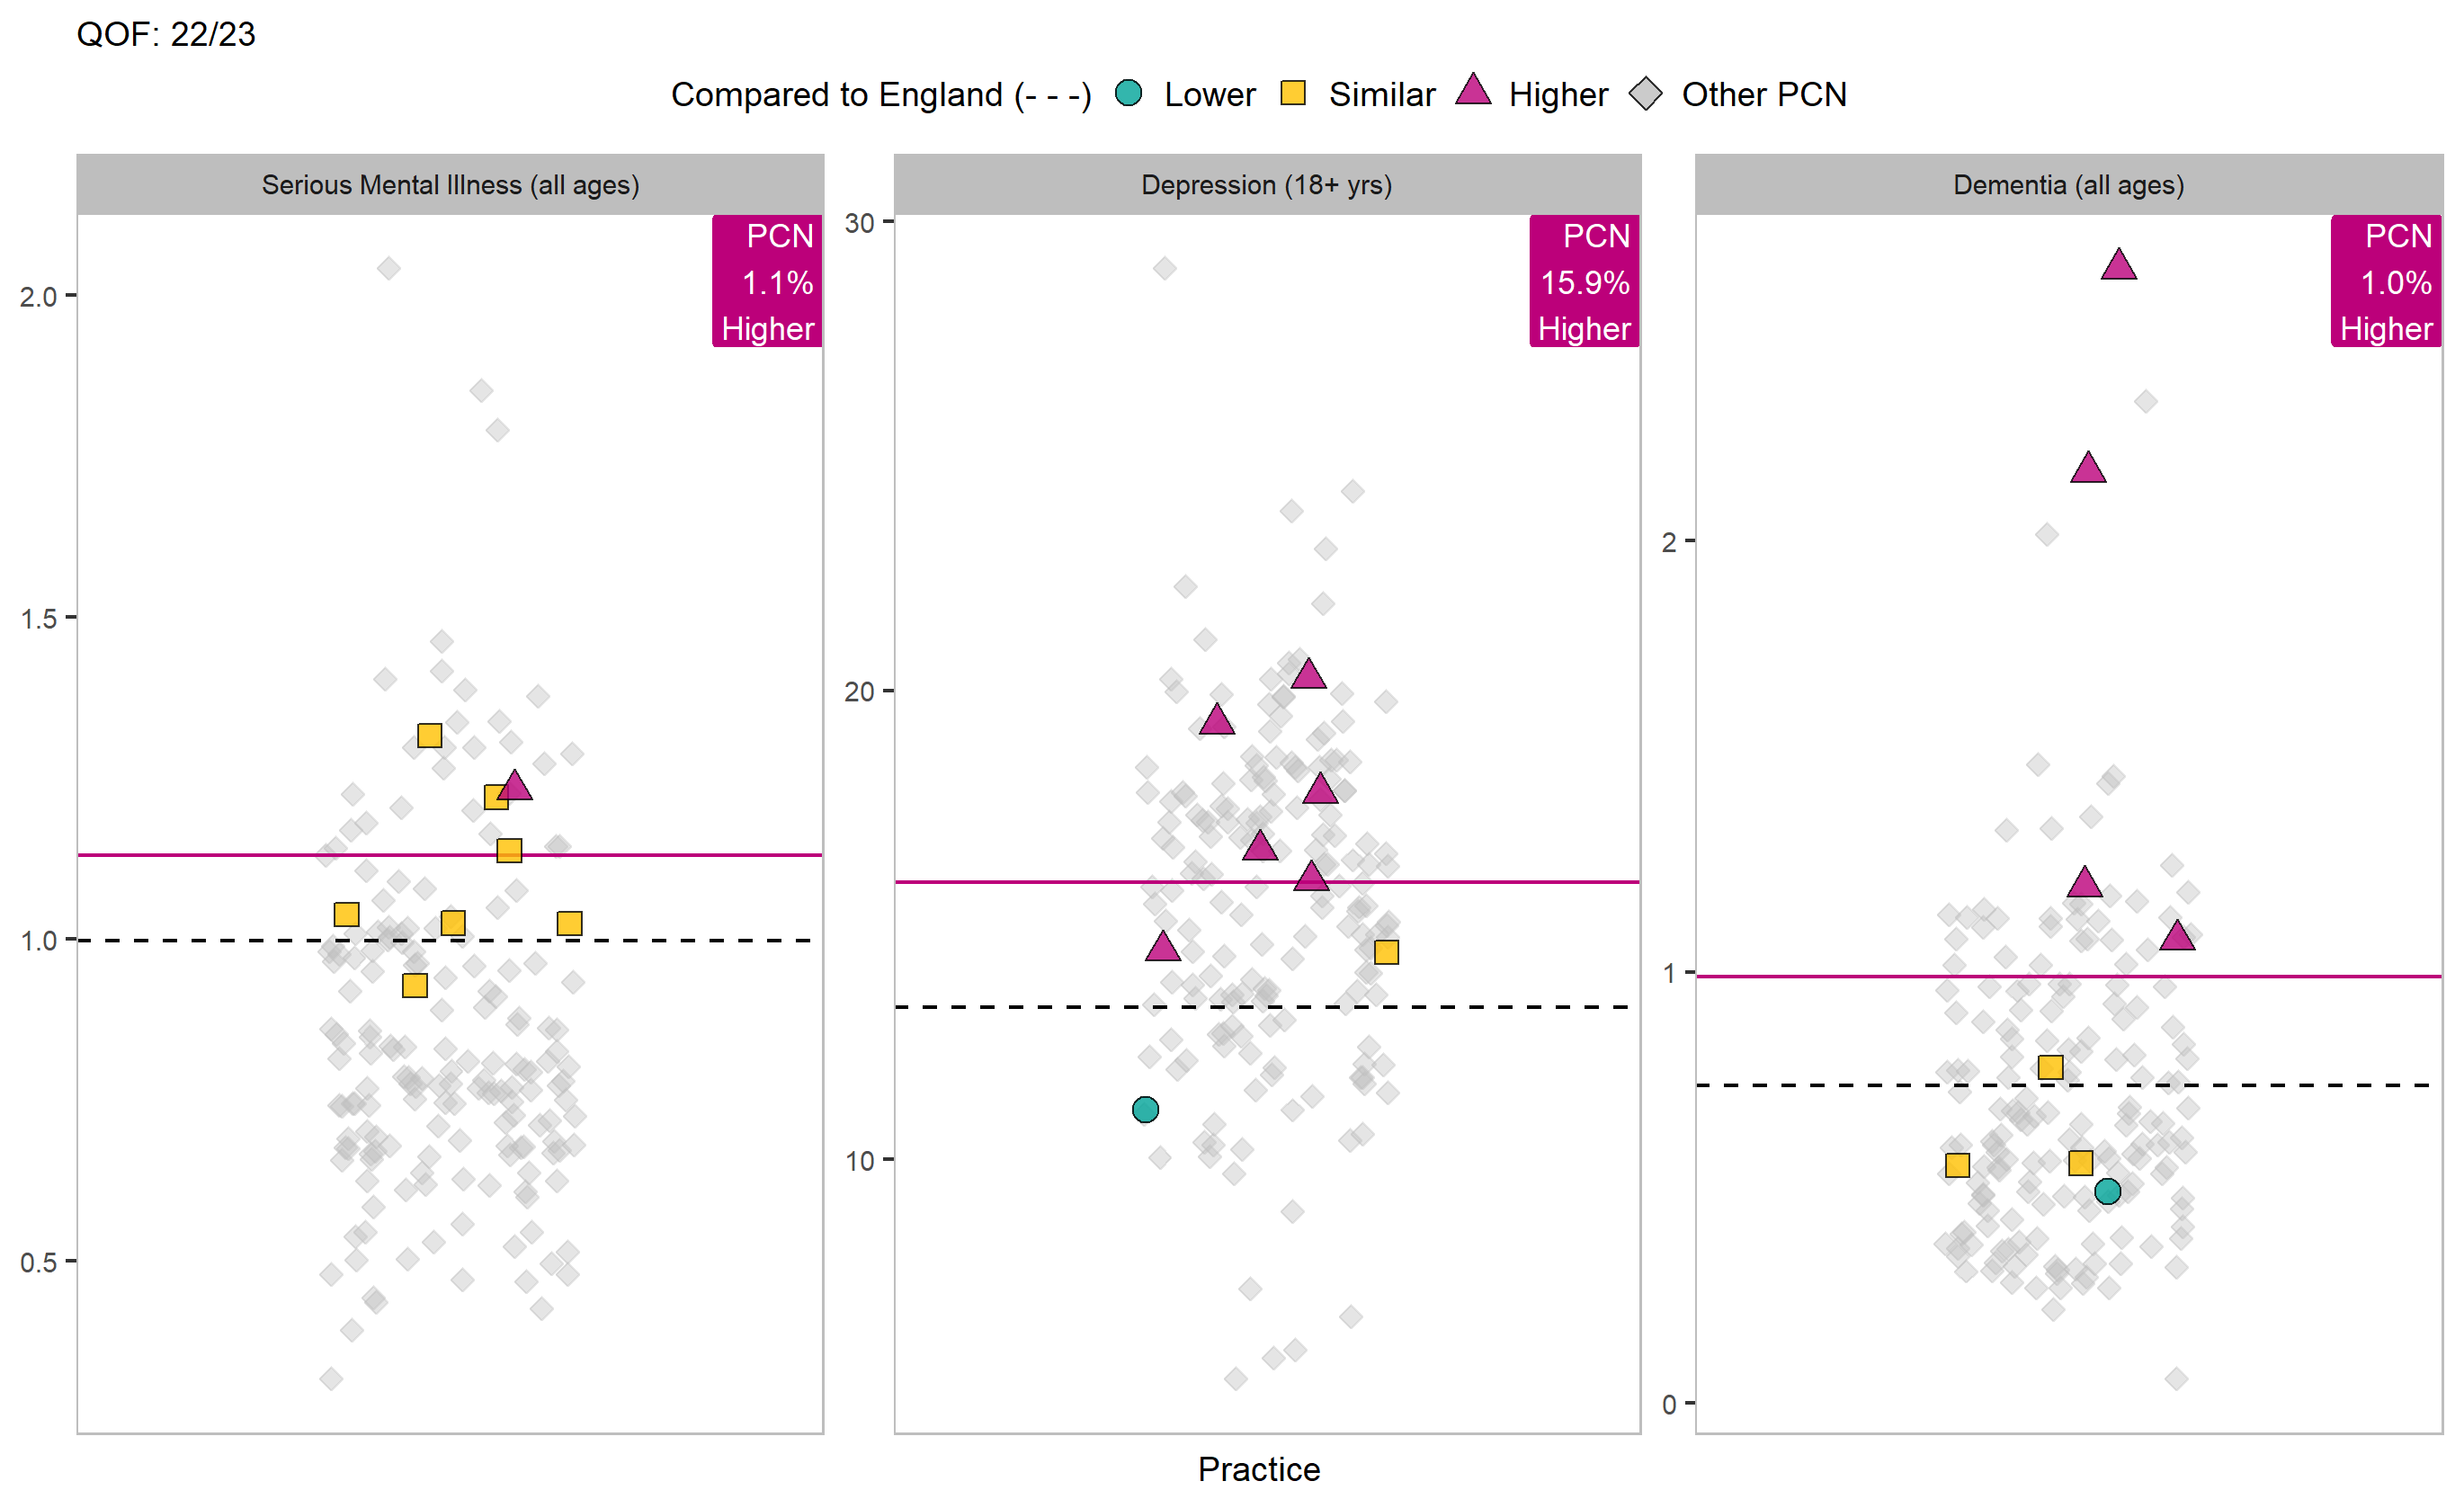 QOF: 22/23
Compared to England (- - -) Lower Similar Higher Other PCN
Serious Mental Illness (all ages)
PCN
1.1%
Higher
2.0
1.5
1.0
0.5
Depression (18+ yrs)
PCN
15.9%
Higher
30
20
10
Dementia (all ages)
PCN
1.0%
Higher
2
1
0
Practice